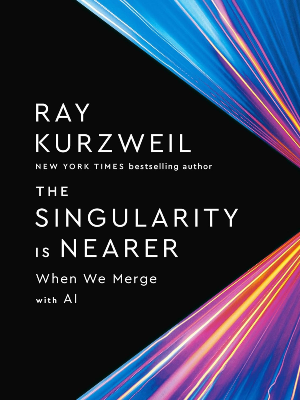 RAY
KURZWEIL
NEW YORK TIMES bestselling author
THE
SINGULARITY
IS NEARER
When We Merge
with AI